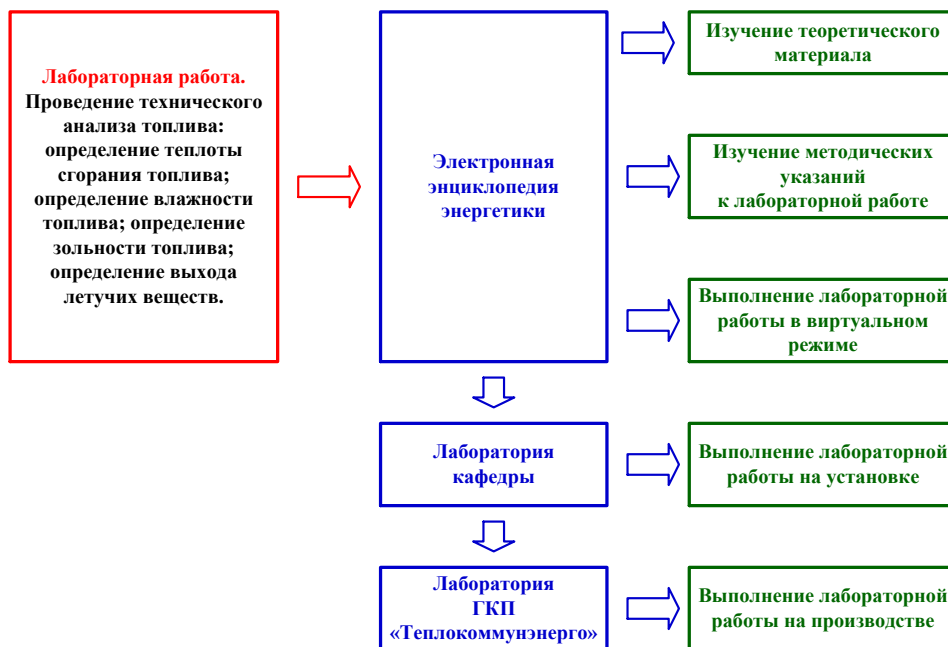 Лабораторная работа.
Проведение технического
анализа топлива:
определение теплоты
сгорания топлива;
определение влажности
топлива; определение
зольности топлива;
определение выхода
летучих веществ.
Электронная
энциклопедия
энергетики
Изучение теоретического
материала
Изучение методических
указаний
к лабораторной работе
Выполнение лабораторной
работы в виртуальном
режиме
Лаборатория
кафедры
Выполнение лабораторной
работы на установке
Лаборатория
ГКП
«Теплокоммунэнерго»
Выполнение лабораторной
работы на производстве